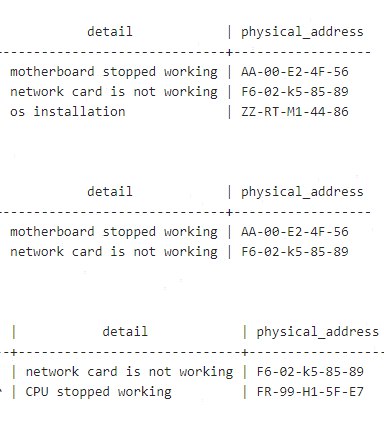 detail | physical_address
-----------------------------+------------------
motherboard stopped working | AA-00-E2-4F-56
network card is not working | F6-02-k5-85-89
os installation | ZZ-RT-M1-44-86
detail | physical_address
-----------------------------+------------------
motherboard stopped working | AA-00-E2-4F-56
network card is not working | F6-02-k5-85-89
| detail | physical_address
--+-----------------------------+------------------
| network card is not working | F6-02-k5-85-89
| CPU stopped working | FR-99-H1-5F-E7